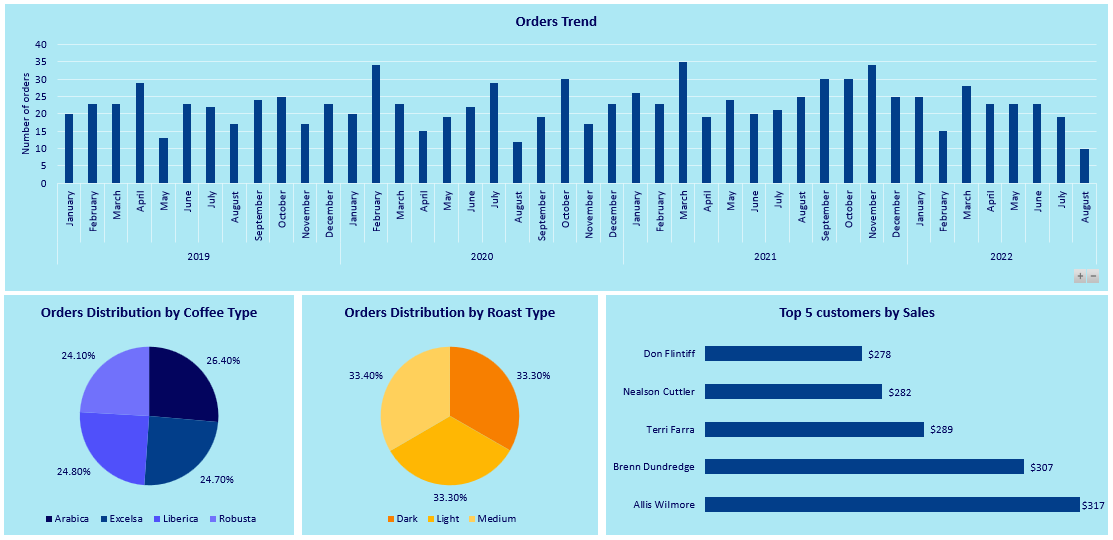 Orders Trend
Number of orders
40
35
30
25
20
15
10
5
0
January February March April May June July August September October November December January February March April May June July August September October November December January February March April May June July August September October November December January February March April May June July August
2019 2020 2021 2022
+ −
Orders Distribution by Coffee Type
24.10% 26.40%
24.80% 24.70%
Arabica Excelsa Liberica Robusta
Orders Distribution by Roast Type
33.40% 33.30%
33.30%
Dark Light Medium
Top 5 customers by Sales
Don Flintiff $278
Nealson Cuttler $282
Terri Farra $289
Brenn Dundredge $307
Allis Wilmore $317